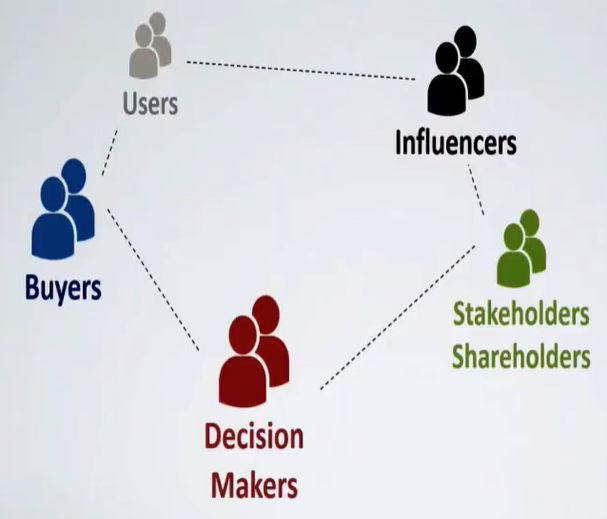 Users
Influencers
Buyers
Stakeholders
Shareholders
Decision
Makers